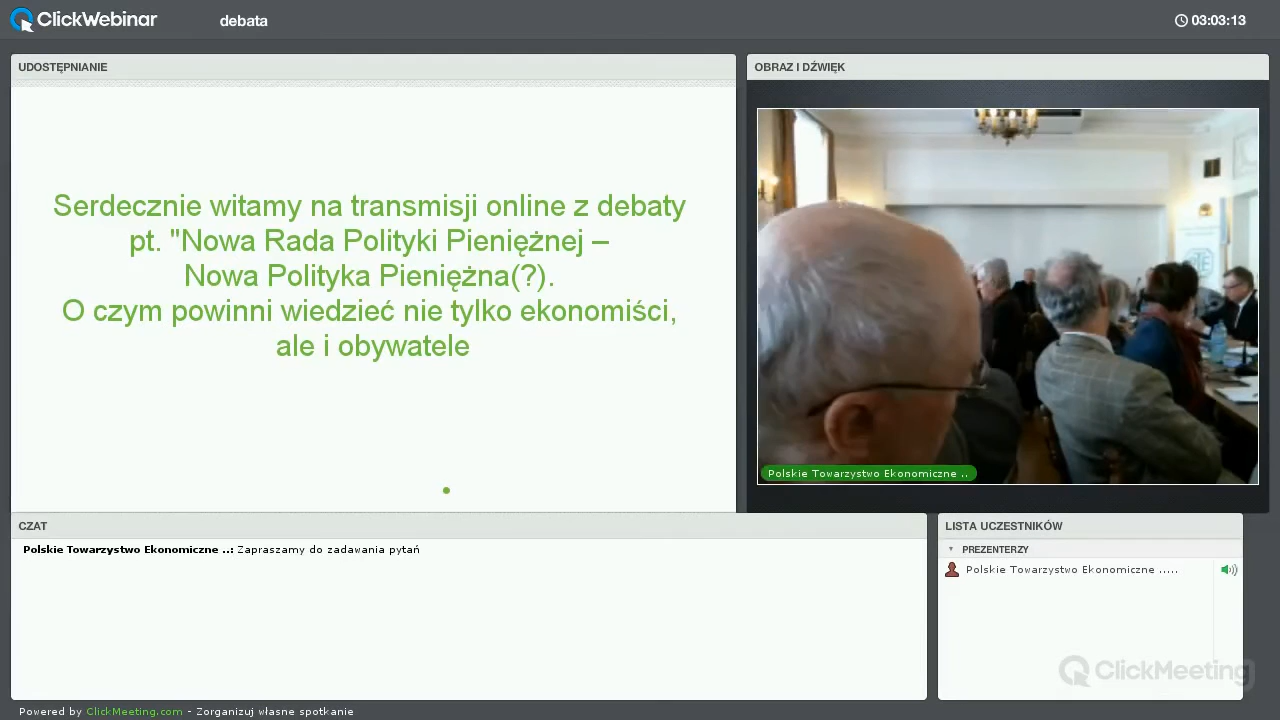 ClickWebinar
debata
03:03:13
UDOSTĘPNIANIE
Serdecznie witamy na transmisji online z debaty
pt. "Nowa Rada Polityki Pieniężnej –
Nowa Polityka Pieniężna(?).
O czym powinni wiedzieć nie tylko ekonomiści,
ale i obywatele
OBRAZ I DŹWIĘK
PTE
Polskie Towarzystwo Ekonomiczne ..
CZAT
Polskie Towarzystwo Ekonomiczne ..: Zapraszamy do zadawania pytań
LISTA UCZESTNIKÓW
PREZENTERZY
Polskie Towarzystwo Ekonomiczne .....
ClickMeeting
Powered by ClickMeeting.com - Zorganizuj własne spotkanie